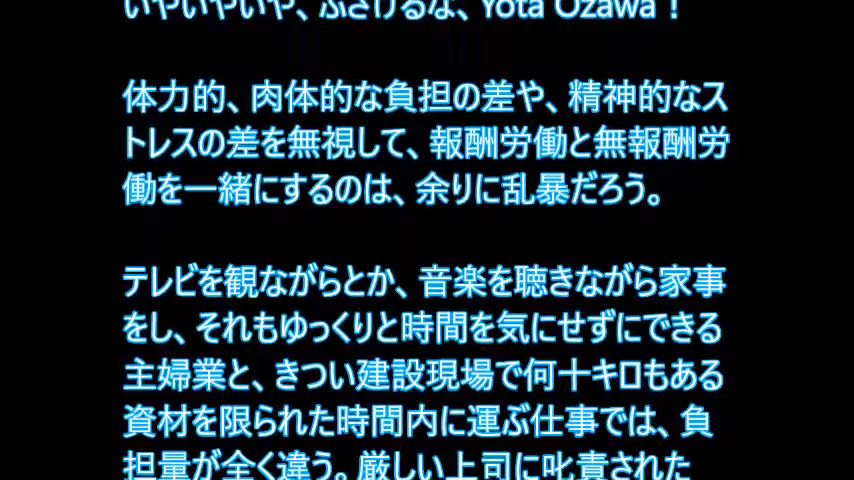 いやいやいや、ふざけるな、Yota Ozawa！
体力的、肉体的な負担の差や、精神的なス
トレスの差を無視して、報酬労働と無報酬労
働を一緒にするのは、余りに乱暴だろう。
テレビを観ながらとか、音楽を聴きながら家事
をし、それもゆっくりと時間を気にせずにできる
主婦業と、きつい建設現場で何十キロもある
資材を限られた時間内に運ぶ仕事では、負
担量が全く違う。厳しい上司に叱責された